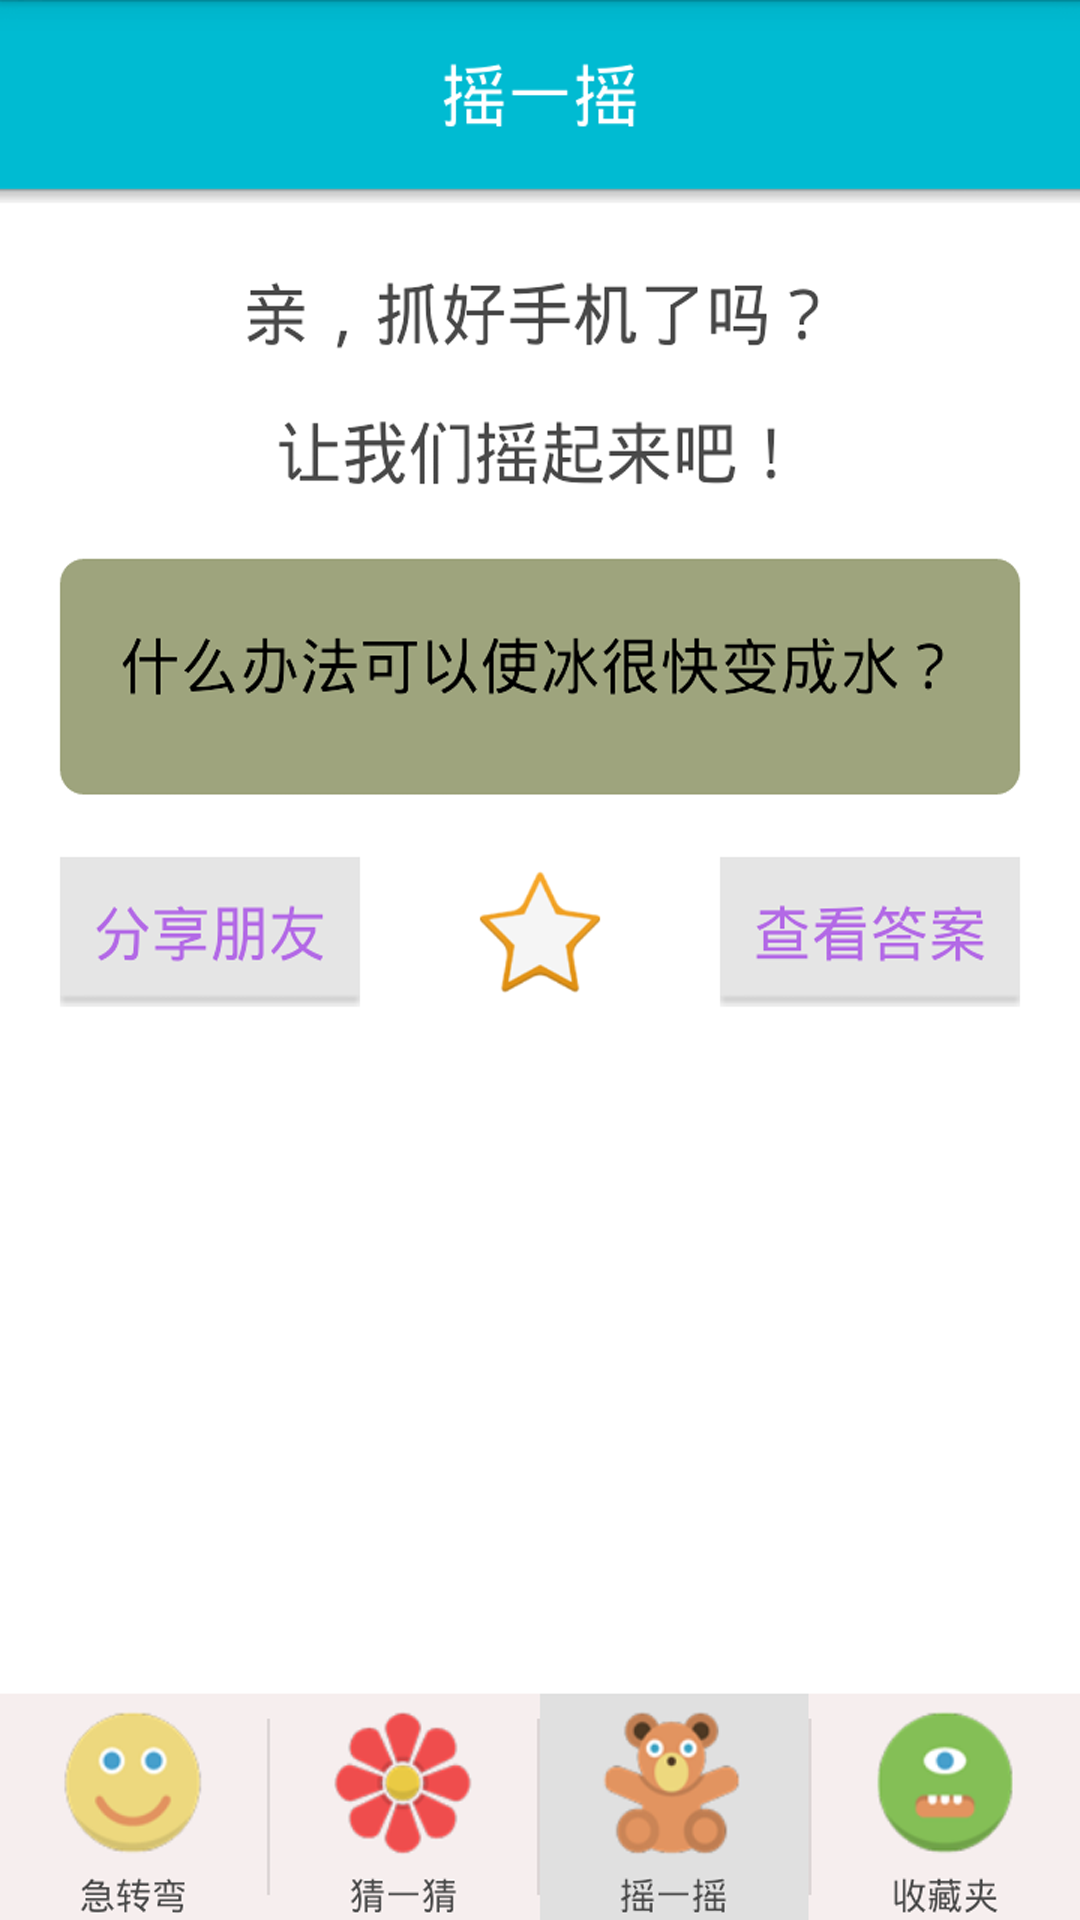 摇一摇
亲，抓好手机了吗？
让我们摇起来吧！
什么办法可以使冰很快变成水？
分享朋友
查看答案
急转弯
猜一猜
摇一摇
收藏夹